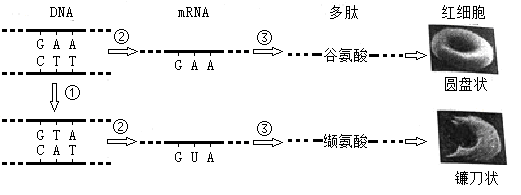 DNA mRNA 多肽 红细胞
G A A
C T T
② ③
G A A
谷氨酸
圆盘状
①
G T A
C A T
② ③
G U A
缬氨酸
镰刀状